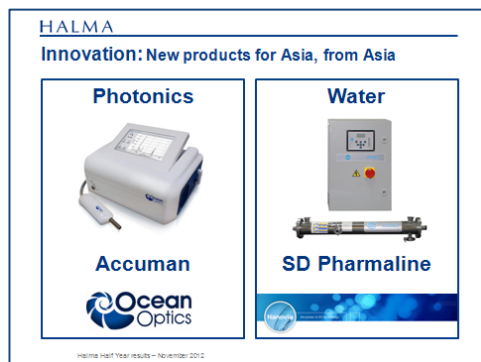 HALMA
Innovation: New products for Asia, from Asia
Photonics
Water
Accuman
SD Pharmaline
Ocean
Optics
Hanovia
Halma Half Year results – November 2012